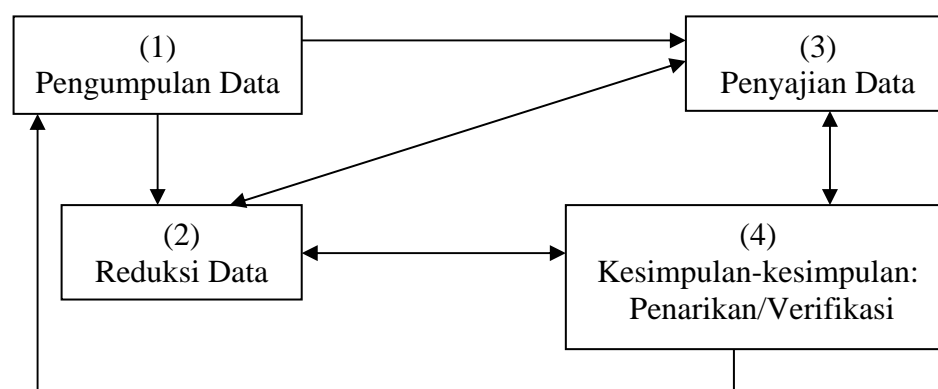 (1)
Pengumpulan Data
(3)
Penyajian Data
(2)
Reduksi Data
(4)
Kesimpulan-kesimpulan:
Penarikan/Verifikasi